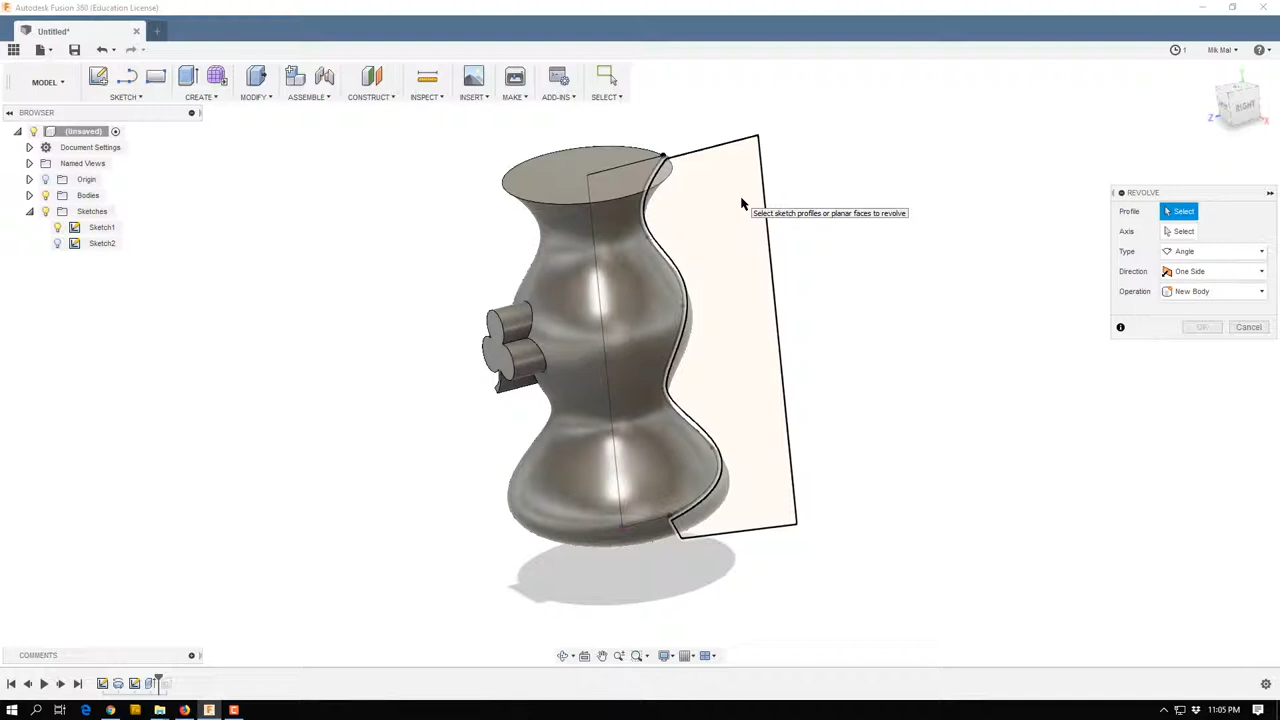 Autodesk Fusion 360 (Education License)
Untitled*
1
Mik Mal
MODEL
SKETCH
CREATE
MODIFY
ASSEMBLE
CONSTRUCT
INSPECT
INSERT
MAKE
ADD-INS
SELECT
BROWSER
(Unsaved)
Document Settings
Named Views
Origin
Bodies
Sketches
Sketch1
Sketch2
RIGHT
Z
X
REVOLVE
Profile Select
Axis Select
Type Angle
Direction One Side
Operation New Body
OK Cancel
Select sketch profiles or planar faces to revolve
COMMENTS
11:05 PM